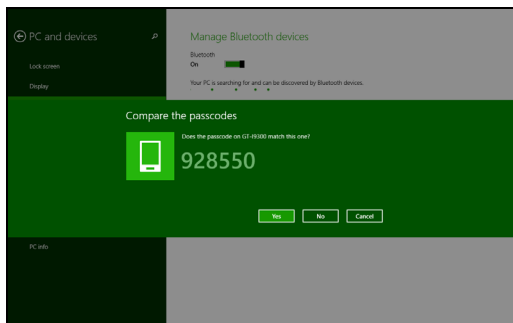 PC and devices
Lock screen
Display
Manage Bluetooth devices
Bluetooth
On
Your PC is searching for and can be discovered by Bluetooth devices.
Compare the passcodes
Does the passcode on GT-I9300 match this one?
928550
Yes No Cancel
PC info